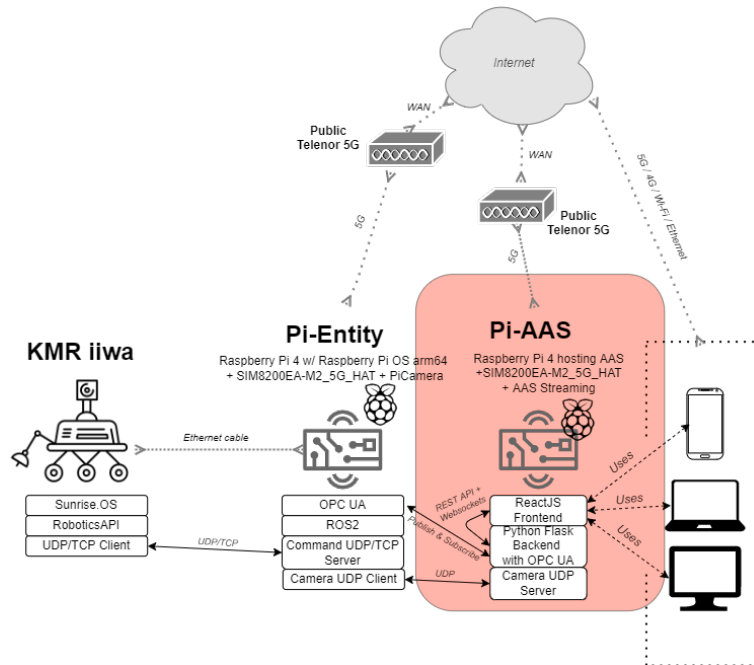 Internet
WAN
Public
Telenor 5G
WAN
5G / 4G / Wi-Fi / Ethernet
Public
Telenor 5G
5G
5G
KMR iiwa
Pi-Entity
Raspberry Pi 4 w/ Raspberry Pi OS arm64
+ SIM8200EA-M2_5G_HAT + PiCamera
Pi-AAS
Raspberry Pi 4 hosting AAS
+SIM8200EA-M2_5G_HAT
+ AAS Streaming
Ethernet cable
Uses
Uses
Uses
REST API +
Websockets
Publish & Subscribe
Sunrise.OS
RoboticsAPI
UDP/TCP Client
UDP/TCP
OPC UA
ROS2
Command UDP/TCP
Server
Camera UDP Client
UDP
ReactJS
Frontend
Python Flask
Backend
with OPC UA
Camera UDP
Server